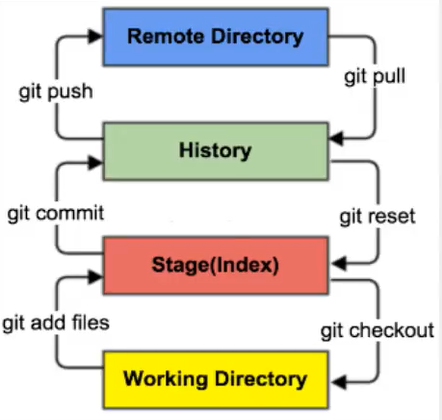 Remote Directory
git push
git pull
History
git commit
git reset
Stage(Index)
git add files
git checkout
Working Directory